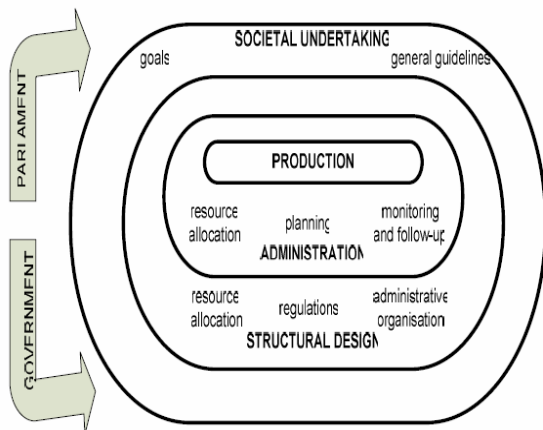 SOCIETAL UNDERTAKING
goals
general guidelines
PARLIAMENT
PRODUCTION
resource
allocation
planning
monitoring
and follow-up
ADMINISTRATION
GOVERNMENT
resource
allocation
regulations
administrative
organisation
STRUCTURAL DESIGN